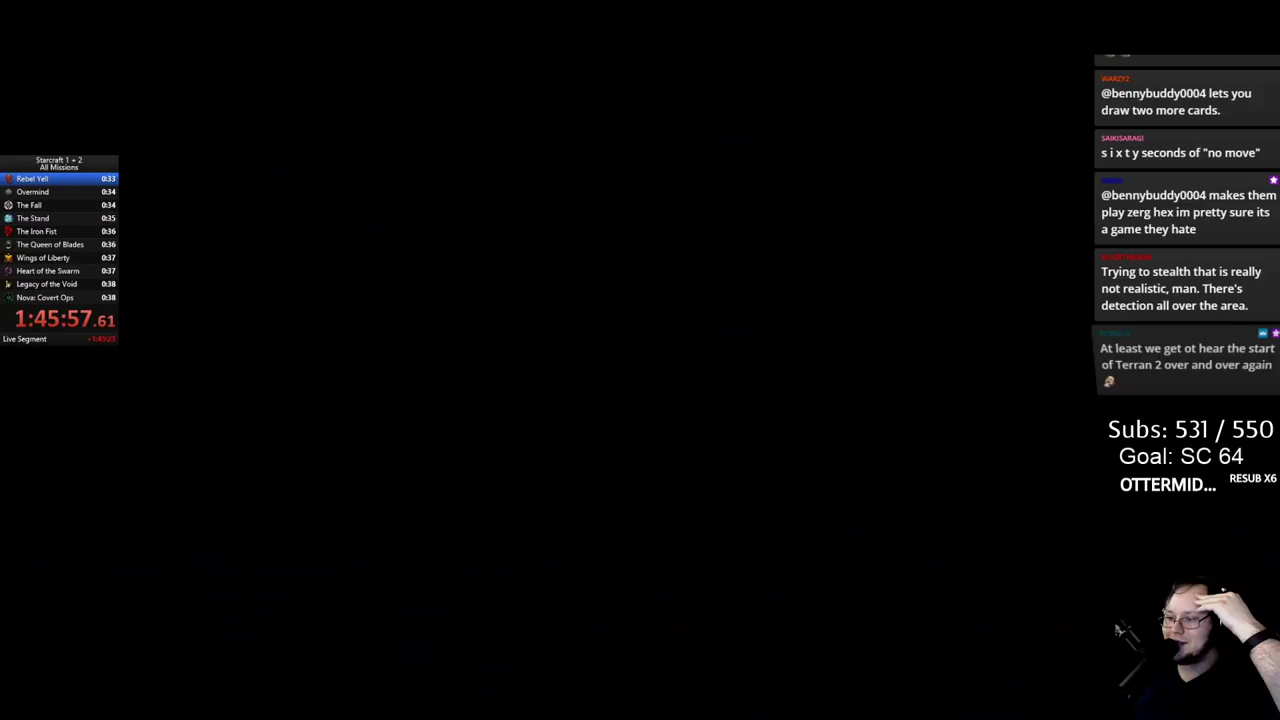 Starcraft 1 + 2
All Missions
Rebel Yell 0:33
Overmind 0:34
The Fall 0:34
The Stand 0:35
The Iron Fist 0:36
The Queen of Blades 0:36
Wings of Liberty 0:37
Heart of the Swarm 0:37
Legacy of the Void 0:38
Nova: Covert Ops 0:38
1:45:57.61
Live Segment +1:45:23
WARZY2
@bennybuddy0004 lets you
draw two more cards.
SAIKISARAGI
s i x t y seconds of "no move"
@bennybuddy0004 makes them
play zerg hex im pretty sure its
a game they hate
Trying to stealth that is really
not realistic, man. There's
detection all over the area.
At least we get ot hear the start
of Terran 2 over and over again
Subs: 531 / 550
Goal: SC 64
OTTERMID... RESUB X6